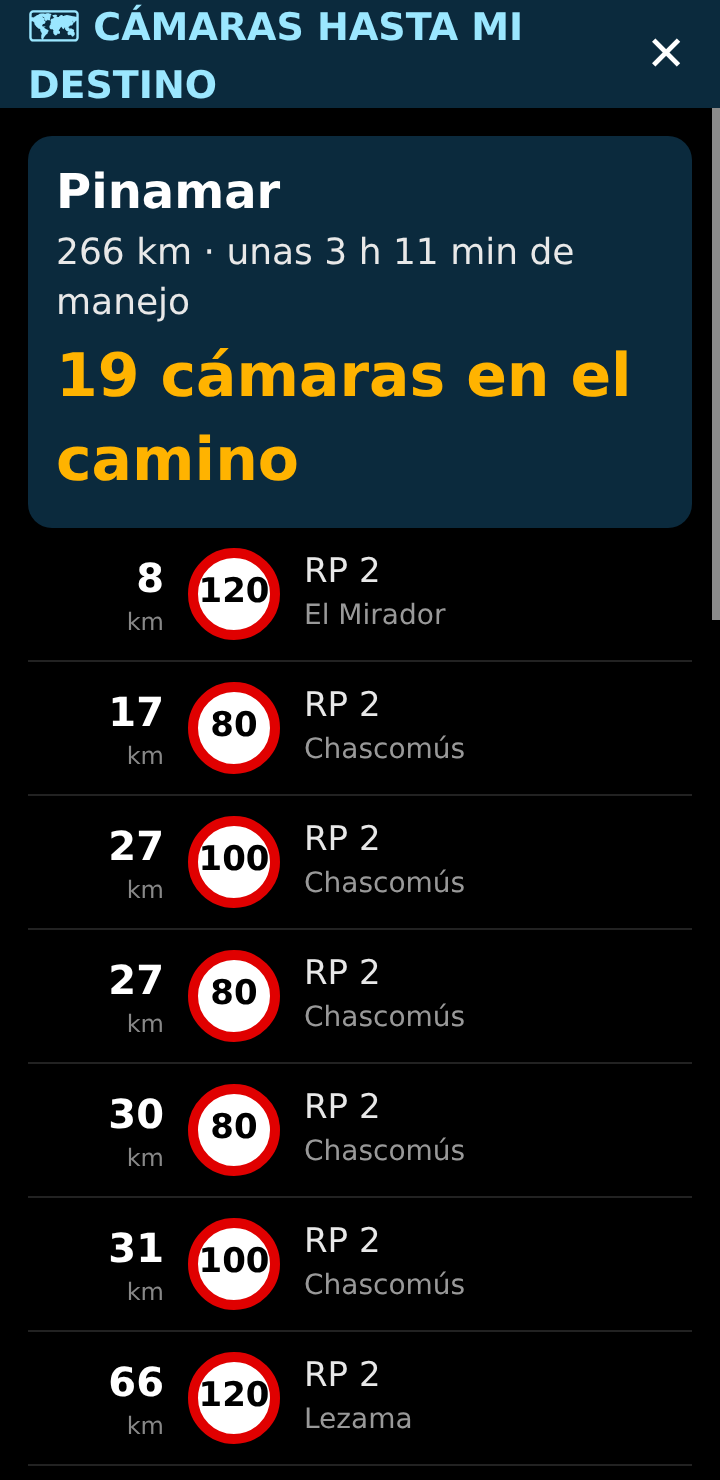 🗺 CÁMARAS HASTA MI
DESTINO
✕
Pinamar
266 km · unas 3 h 11 min de
manejo
19 cámaras en el
camino
8
km
120
RP 2
El Mirador
17
km
80
RP 2
Chascomús
27
km
100
RP 2
Chascomús
27
km
80
RP 2
Chascomús
30
km
80
RP 2
Chascomús
31
km
100
RP 2
Chascomús
66
km
120
RP 2
Lezama